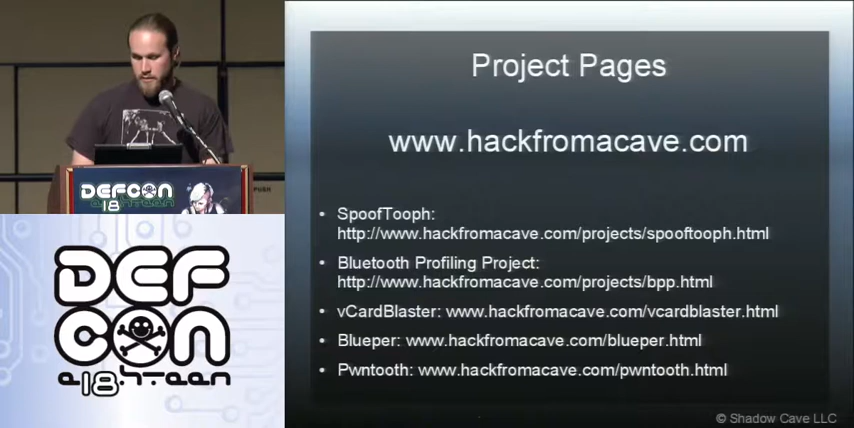 DEFCON
18
PUSH
DEF
CON
18
Project Pages
www.hackfromacave.com
• SpoofTooph:
http://www.hackfromacave.com/projects/spooftooph.html
• Bluetooth Profiling Project:
http://www.hackfromacave.com/projects/bpp.html
• vCardBlaster: www.hackfromacave.com/vcardblaster.html
• Blueper: www.hackfromacave.com/blueper.html
• Pwntooth: www.hackfromacave.com/pwntooth.html
© Shadow Cave LLC